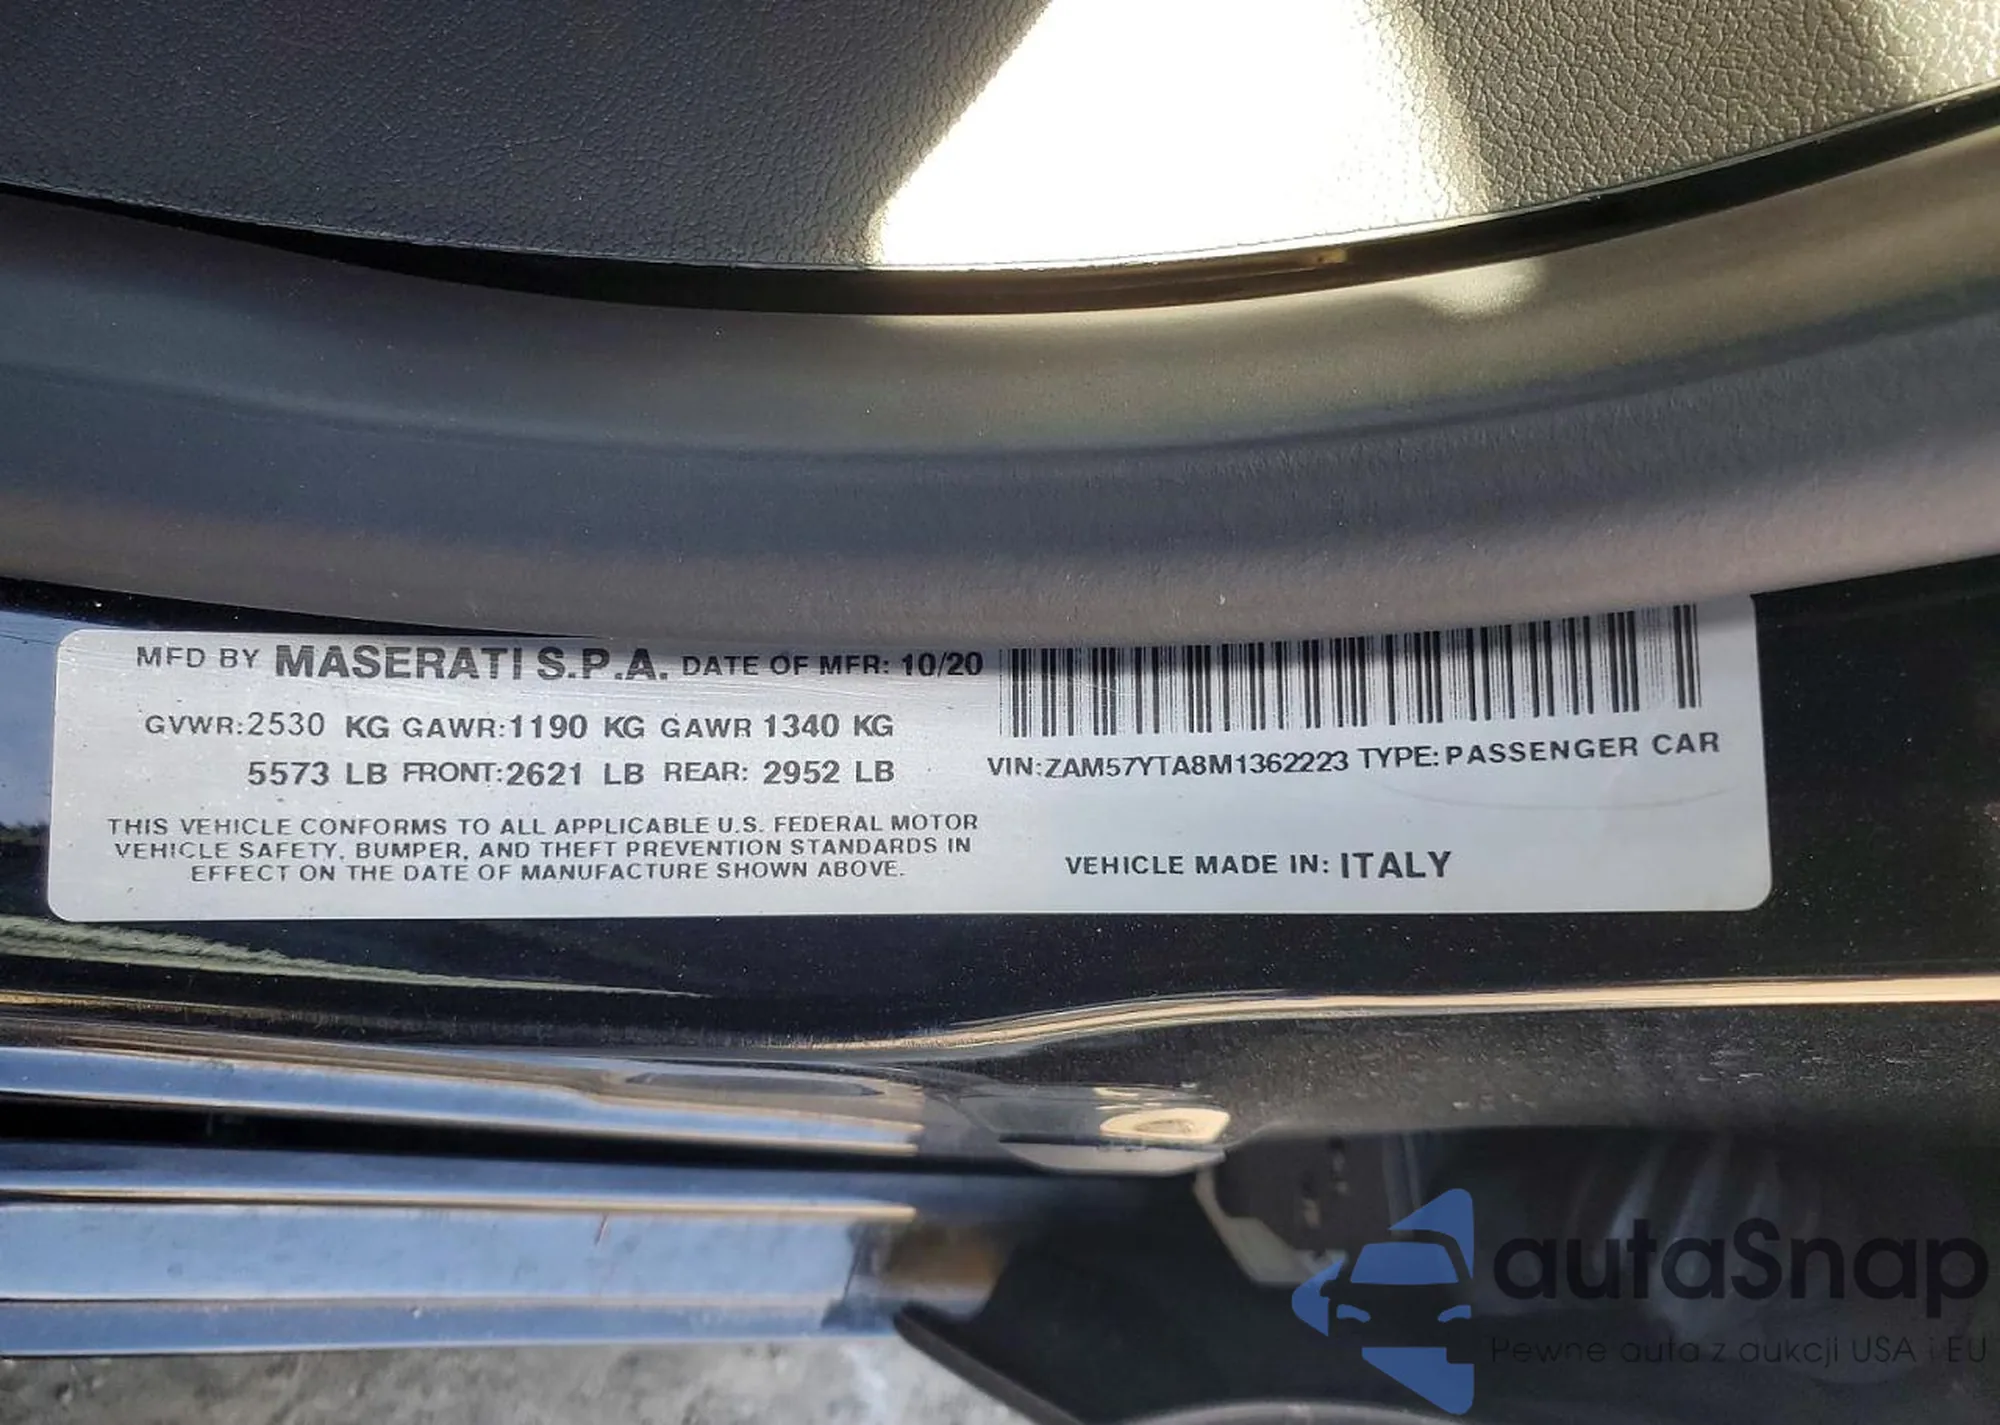 MFD BY MASERATI S.P.A. DATE OF MFR: 10/20
GVWR:2530 KG GAWR:1190 KG GAWR 1340 KG
5573 LB FRONT:2621 LB REAR: 2952 LB
THIS VEHICLE CONFORMS TO ALL APPLICABLE U.S. FEDERAL MOTOR
VEHICLE SAFETY, BUMPER, AND THEFT PREVENTION STANDARDS IN
EFFECT ON THE DATE OF MANUFACTURE SHOWN ABOVE.
VIN:ZAM57YTA8M1362223 TYPE:PASSENGER CAR
VEHICLE MADE IN: ITALY
autaSnap
Pewne auta z aukcji USA i EU